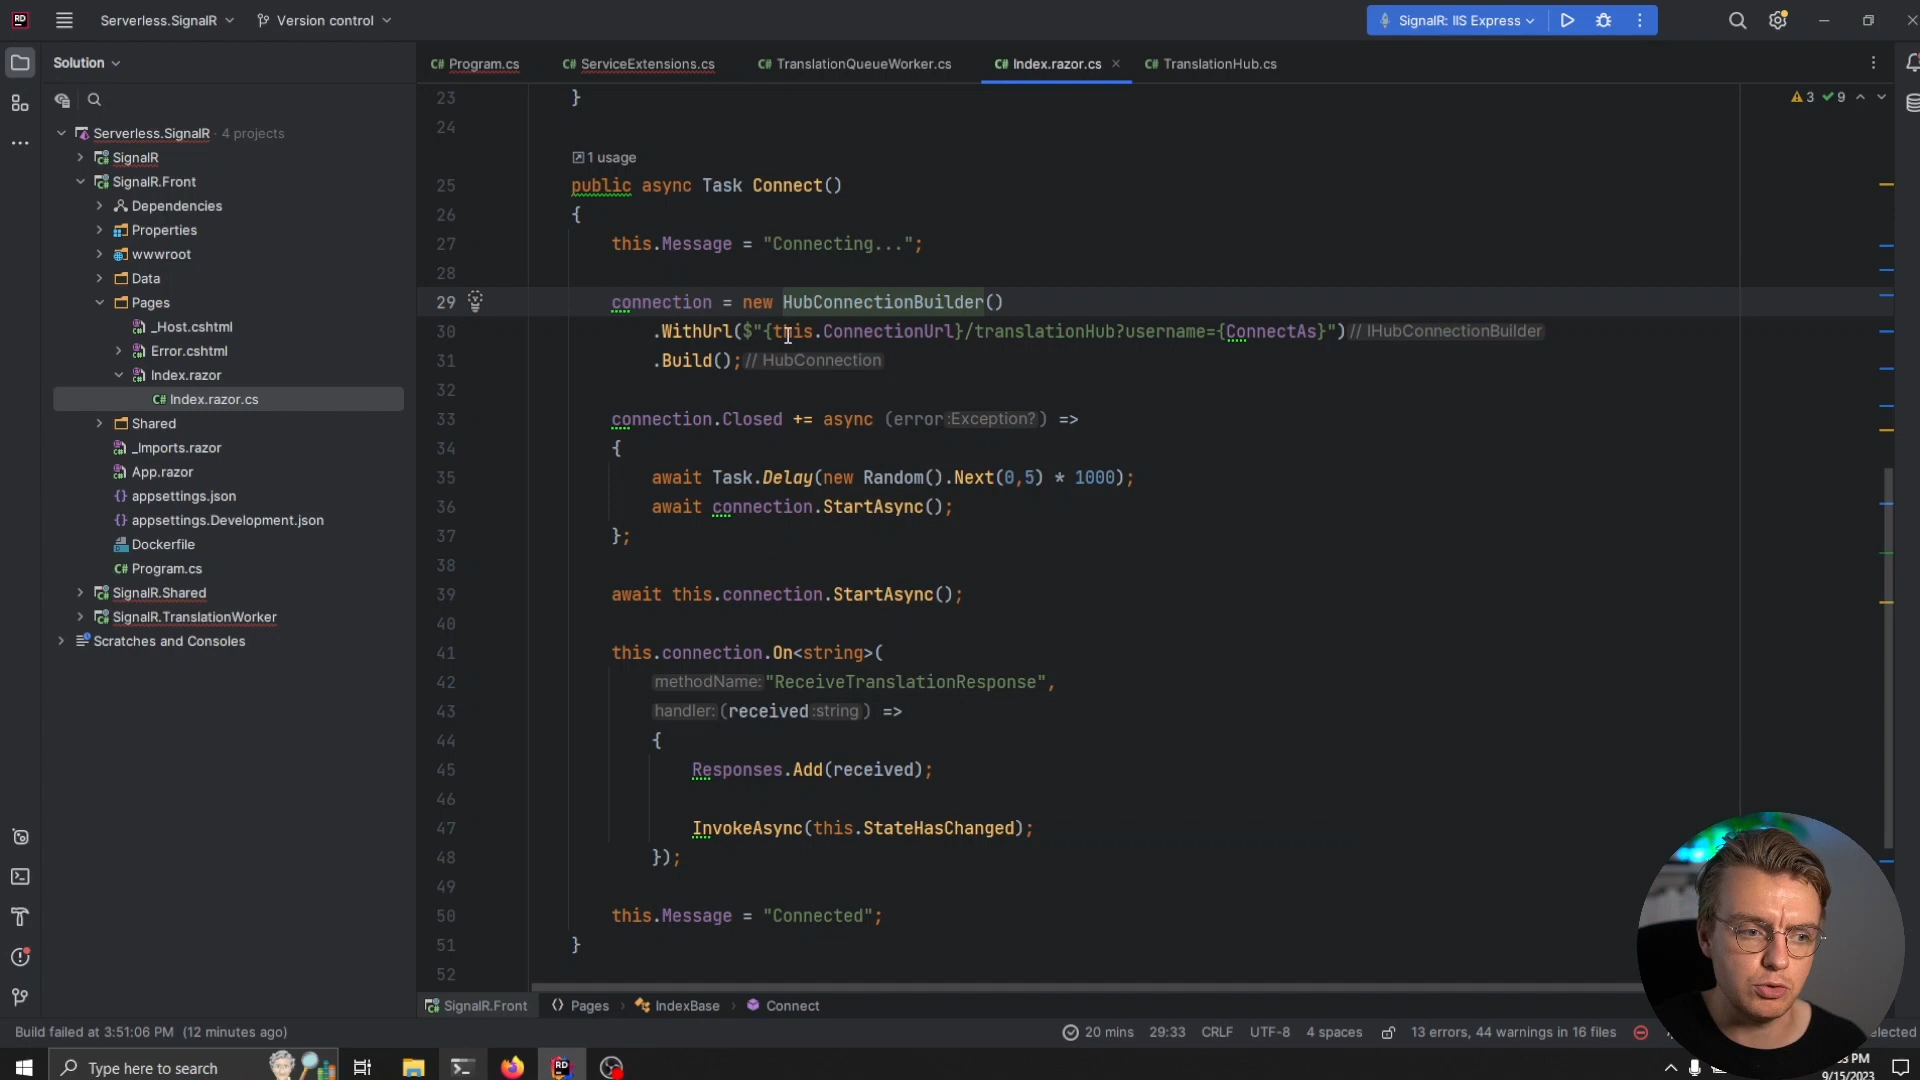 RD
Serverless.SignalR
Version control
SignalR: IIS Express
Solution
C# Program.cs
C# ServiceExtensions.cs
C# TranslationQueueWorker.cs
C# Index.razor.cs
C# TranslationHub.cs
Serverless.SignalR · 4 projects
SignalR
SignalR.Front
Dependencies
Properties
wwwroot
Data
Pages
_Host.cshtml
Error.cshtml
Index.razor
C# Index.razor.cs
Shared
_Imports.razor
App.razor
appsettings.json
appsettings.Development.json
Dockerfile
C# Program.cs
SignalR.Shared
SignalR.TranslationWorker
Scratches and Consoles
3 9
23 }
24
1 usage
25 public async Task Connect()
26 {
27 this.Message = "Connecting...";
28
29 connection = new HubConnectionBuilder()
30 .WithUrl($"{this.ConnectionUrl}/translationHub?username={ConnectAs}") // IHubConnectionBuilder
31 .Build(); // HubConnection
32
33 connection.Closed += async (error :Exception? ) =>
34 {
35 await Task.Delay(new Random().Next(0,5) * 1000);
36 await connection.StartAsync();
37 };
38
39 await this.connection.StartAsync();
40
41 this.connection.On<string>(
42 methodName: "ReceiveTranslationResponse",
43 handler: (received :string ) =>
44 {
45 Responses.Add(received);
46
47 InvokeAsync(this.StateHasChanged);
48 });
49
50 this.Message = "Connected";
51 }
52
SignalR.Front
Pages
IndexBase
Connect
Build failed at 3:51:06 PM (12 minutes ago)
20 mins
29:33
CRLF
UTF-8
4 spaces
13 errors, 44 warnings in 16 files
Type here to search
RD
PM
9/15/2023